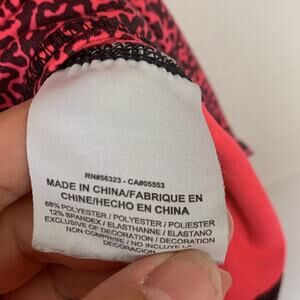 RN#56323 - CA#05553
MADE IN CHINA/FABRIQUE EN
CHINE/HECHO EN CHINA
88% POLYESTER / POLYESTER / POLIESTER
12% SPANDEX / ELASTHANNE / ELASTANO
EXCLUSIVE OF DECORATION / DECORATION
NON COMPRISE / NO INCLUYE LA
DECORACION